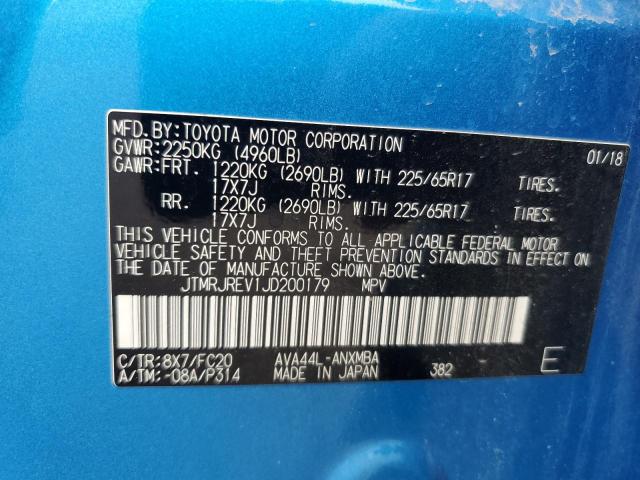 MFD.BY:TOYOTA MOTOR CORPORATION 01/18
GVWR:2250KG (4960LB)
GAWR:FRT. 1220KG (2690LB) WITH 225/65R17 TIRES.
17X7J RIMS.
RR. 1220KG (2690LB) WITH 225/65R17 TIRES.
17X7J RIMS.
THIS VEHICLE CONFORMS TO ALL APPLICABLE FEDERAL MOTOR
VEHICLE SAFETY AND THEFT PREVENTION STANDARDS IN EFFECT ON
THE DATE OF MANUFACTURE SHOWN ABOVE.
JTMRJREV1JD200179 MPV
C/TR:8X7/FC20 AVA44L-ANXMBA E
A/TM:-08A/P314 MADE IN JAPAN 382